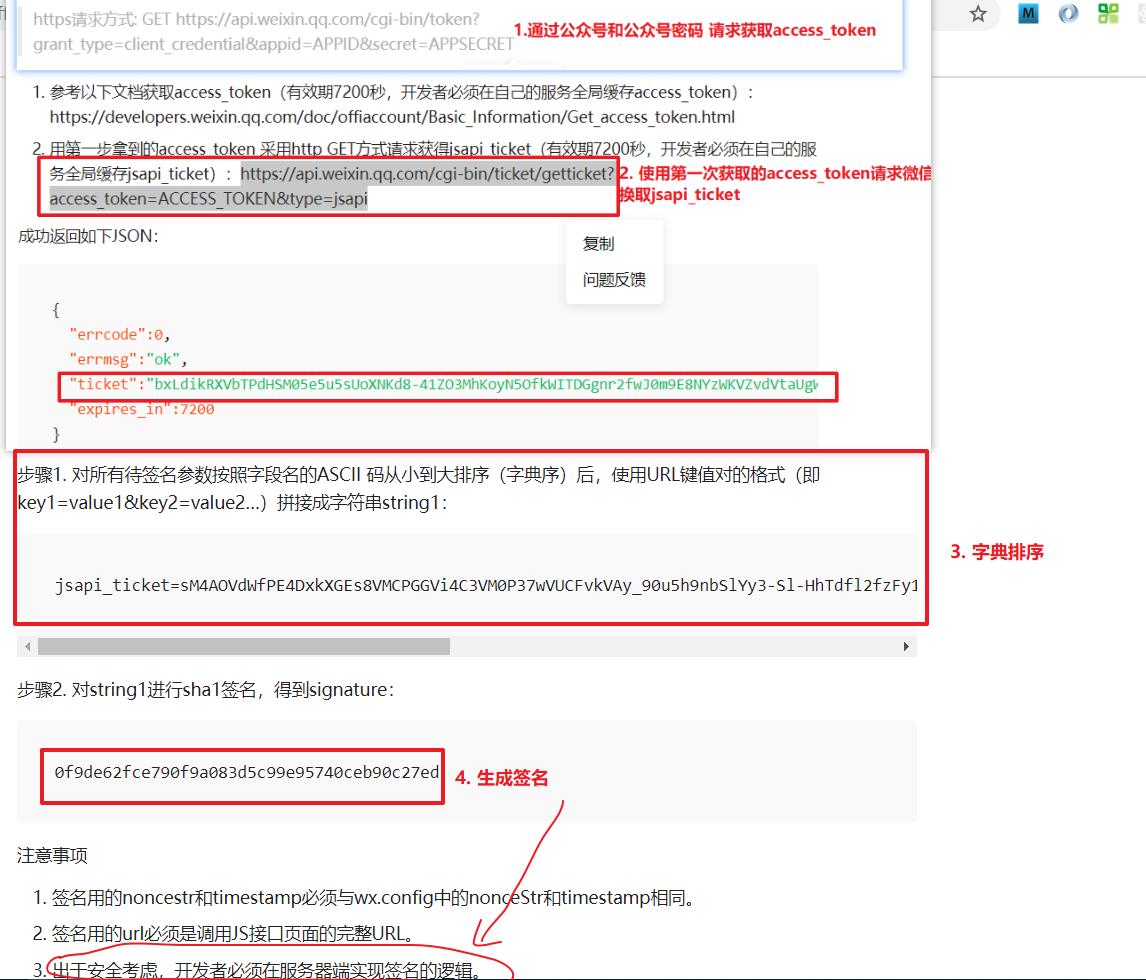 https请求方式: GET https://api.weixin.qq.com/cgi-bin/token?
grant_type=client_credential&appid=APPID&secret=APPSECRET
1.通过公众号和公众号密码 请求获取access_token
M
1. 参考以下文档获取access_token（有效期7200秒，开发者必须在自己的服务全局缓存access_token）：
https://developers.weixin.qq.com/doc/offiaccount/Basic_Information/Get_access_token.html
2. 用第一步拿到的access_token 采用http GET方式请求获得jsapi_ticket（有效期7200秒，开发者必须在自己的服
务全局缓存jsapi_ticket）：https://api.weixin.qq.com/cgi-bin/ticket/getticket?
access_token=ACCESS_TOKEN&type=jsapi
2. 使用第一次获取的access_token请求微信
换取jsapi_ticket
成功返回如下JSON：
复制
问题反馈
{
"errcode":0,
"errmsg":"ok",
"ticket":"bxLdikRXVbTPdHSM05e5u5sUoXNKd8-41ZO3MhKoyN5OfkWITDGgnr2fwJ0m9E8NYzWKVZvdVtaUgW
"expires_in":7200
}
步骤1. 对所有待签名参数按照字段名的ASCII 码从小到大排序（字典序）后，使用URL键值对的格式（即
key1=value1&key2=value2…）拼接成字符串string1：
jsapi_ticket=sM4AOVdWfPE4DxkXGEs8VMCPGGVi4C3VM0P37wVUCFvkVAy_90u5h9nbSlYy3-Sl-HhTdfl2fzFy1
3. 字典排序
步骤2. 对string1进行sha1签名，得到signature：
0f9de62fce790f9a083d5c99e95740ceb90c27ed
4. 生成签名
注意事项
1. 签名用的noncestr和timestamp必须与wx.config中的nonceStr和timestamp相同。
2. 签名用的url必须是调用JS接口页面的完整URL。
3. 出于安全考虑，开发者必须在服务器端实现签名的逻辑。